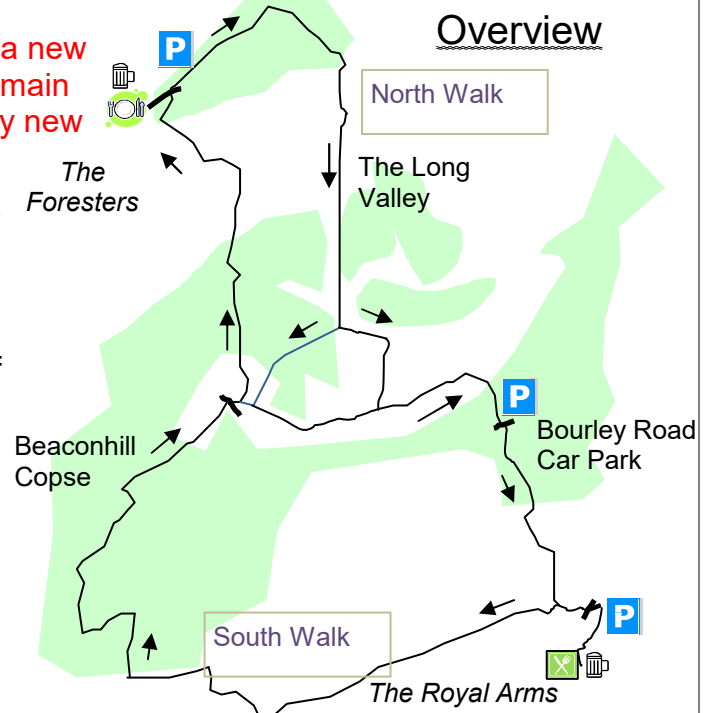 Overview
a new
main
y new
P
North Walk
The
Foresters
The Long
Valley
P
Bourley Road
Car Park
Beaconhill
Copse
P
South Walk
The Royal Arms